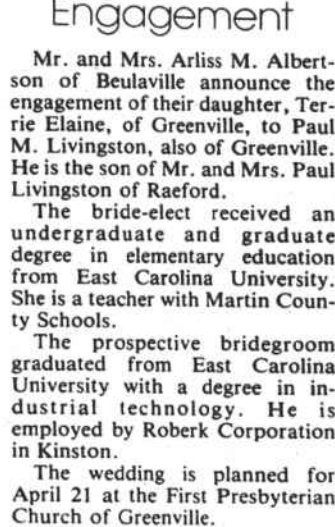 Engagement
Mr. and Mrs. Arliss M. Albert-
son of Beulaville announce the
engagement of their daughter, Ter-
rie Elaine, of Greenville, to Paul
M. Livingston, also of Greenville.
He is the son of Mr. and Mrs. Paul
Livingston of Raeford.
The bride-elect received an
undergraduate and graduate
degree in elementary education
from East Carolina University.
She is a teacher with Martin Coun-
ty Schools.
The prospective bridegroom
graduated from East Carolina
University with a degree in in-
dustrial technology. He is
employed by Roberk Corporation
in Kinston.
The wedding is planned for
April 21 at the First Presbyterian
Church of Greenville.